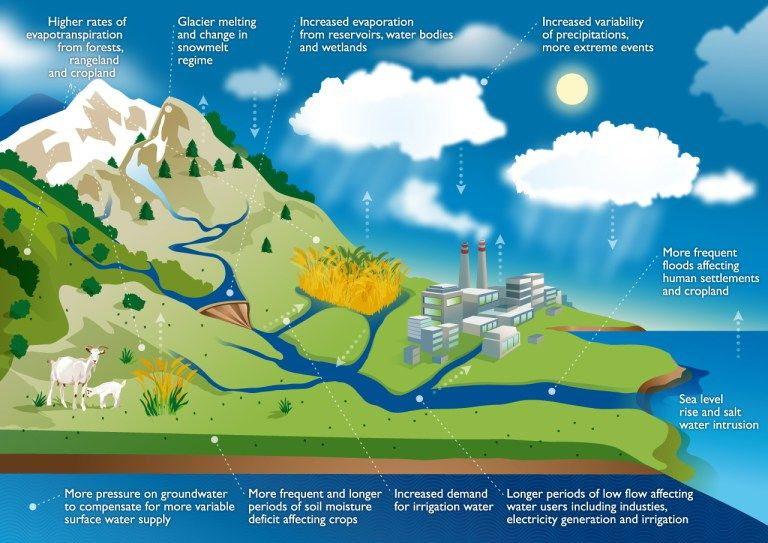 Higher rates of
evapotranspiration
from forests,
rangeland
and cropland
Glacier melting
and change in
snowmelt
regime
Increased evaporation
from reservoirs, water bodies
and wetlands
Increased variability
of precipitations,
more extreme events
More frequent
floods affecting
human settlements
and cropland
Sea level
rise and salt
water intrusion
More pressure on groundwater
to compensate for more variable
surface water supply
More frequent and longer
periods of soil moisture
deficit affecting crops
Increased demand
for irrigation water
Longer periods of low flow affecting
water users including industies,
electricity generation and irrigation